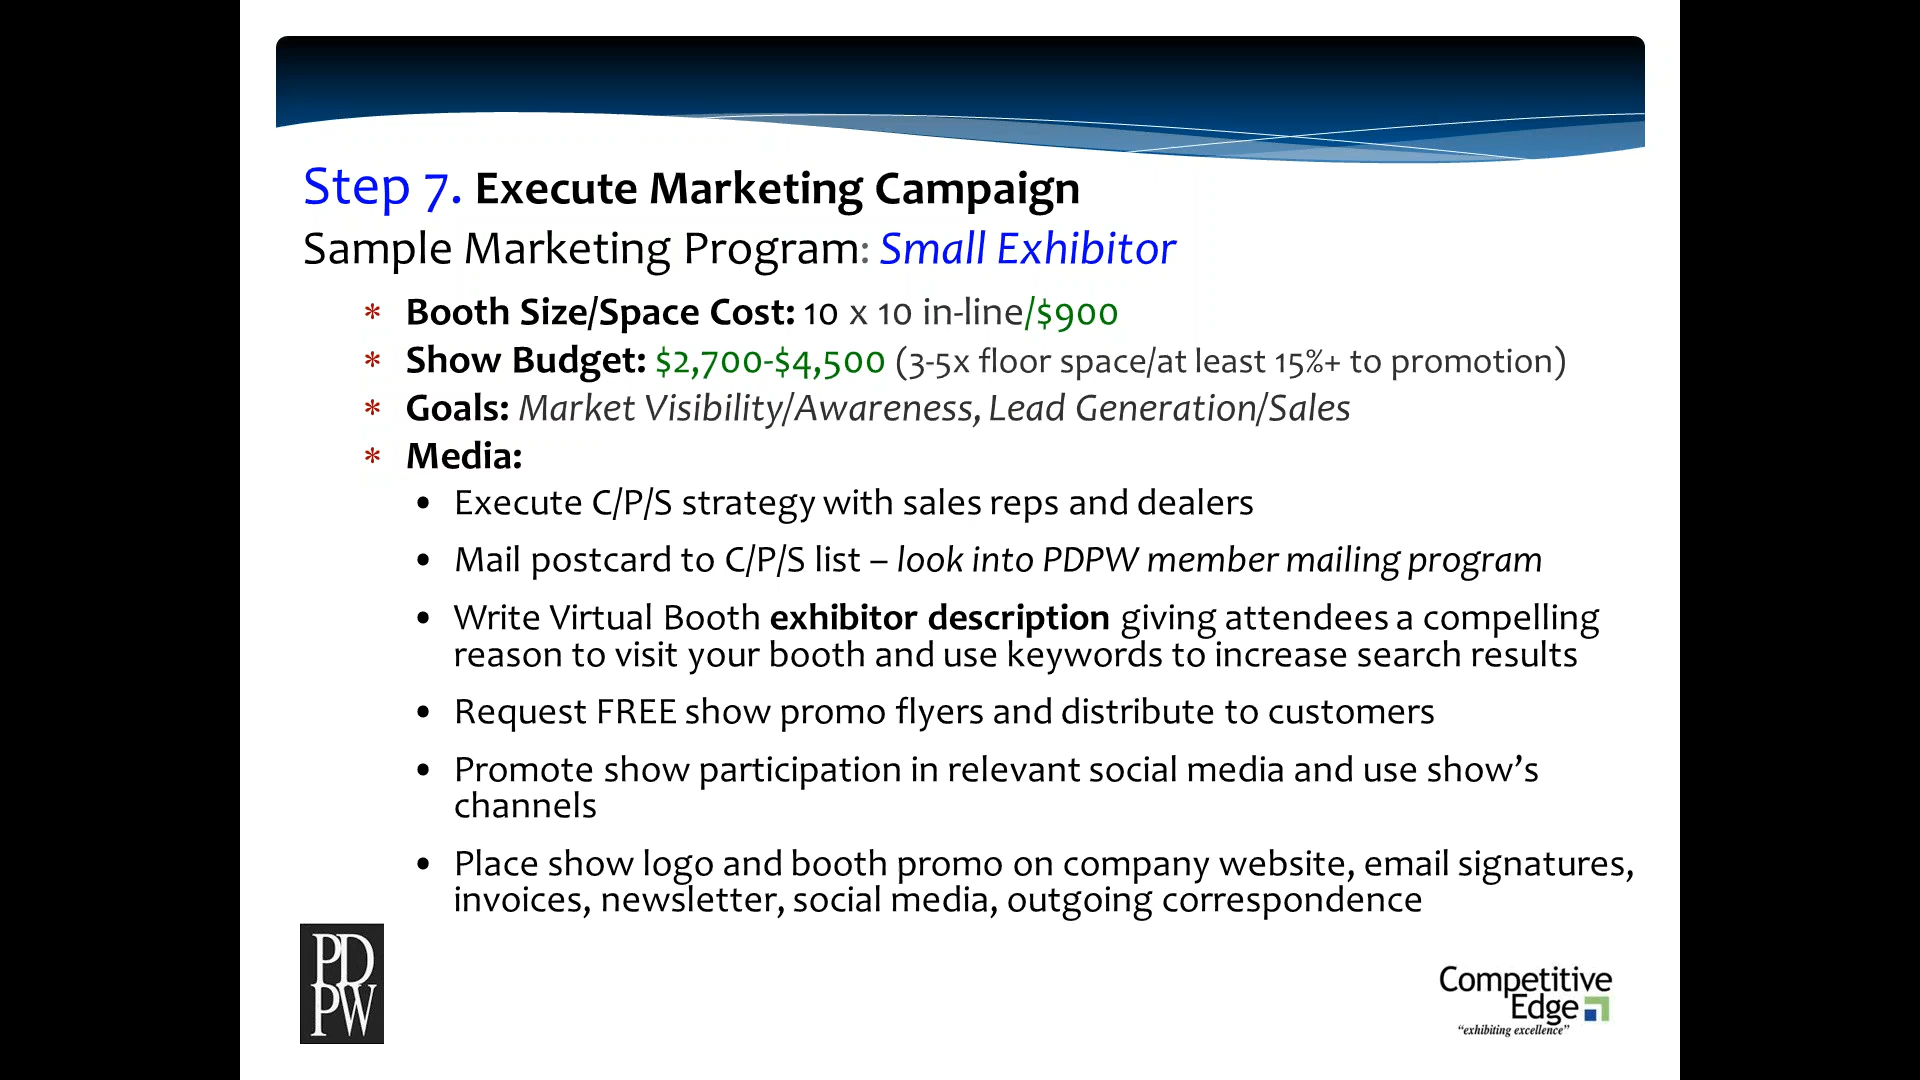 Step 7. Execute Marketing Campaign
Sample Marketing Program: Small Exhibitor
* Booth Size/Space Cost: 10 x 10 in-line/$900
* Show Budget: $2,700-$4,500 (3-5x floor space/at least 15%+ to promotion)
* Goals: Market Visibility/Awareness, Lead Generation/Sales
* Media:
• Execute C/P/S strategy with sales reps and dealers
• Mail postcard to C/P/S list – look into PDPW member mailing program
• Write Virtual Booth exhibitor description giving attendees a compelling
reason to visit your booth and use keywords to increase search results
• Request FREE show promo flyers and distribute to customers
• Promote show participation in relevant social media and use show’s
channels
• Place show logo and booth promo on company website, email signatures,
invoices, newsletter, social media, outgoing correspondence
PD
PW
Competitive
Edge
“exhibiting excellence”